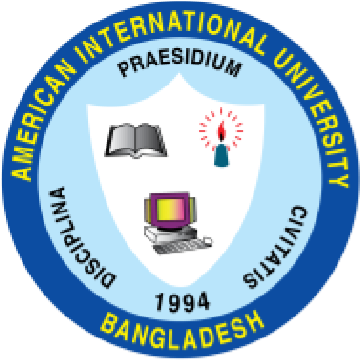 AMERICAN INTERNATIONAL UNIVERSITY
PRAESIDIUM
DISCIPLINA
CIVITATIS
1994
BANGLADESH